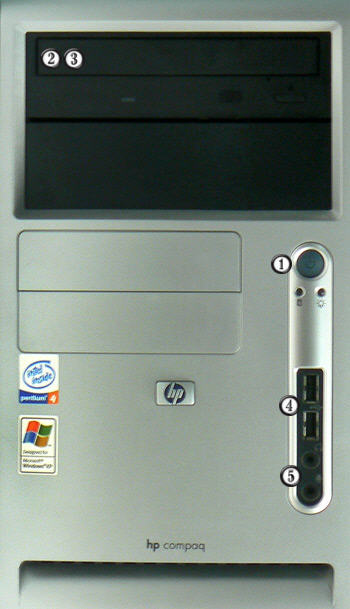 ② ③
①
intel
inside
pentium 4
hp
④
Designed for
Microsoft
Windows XP
⑤
hp compaq